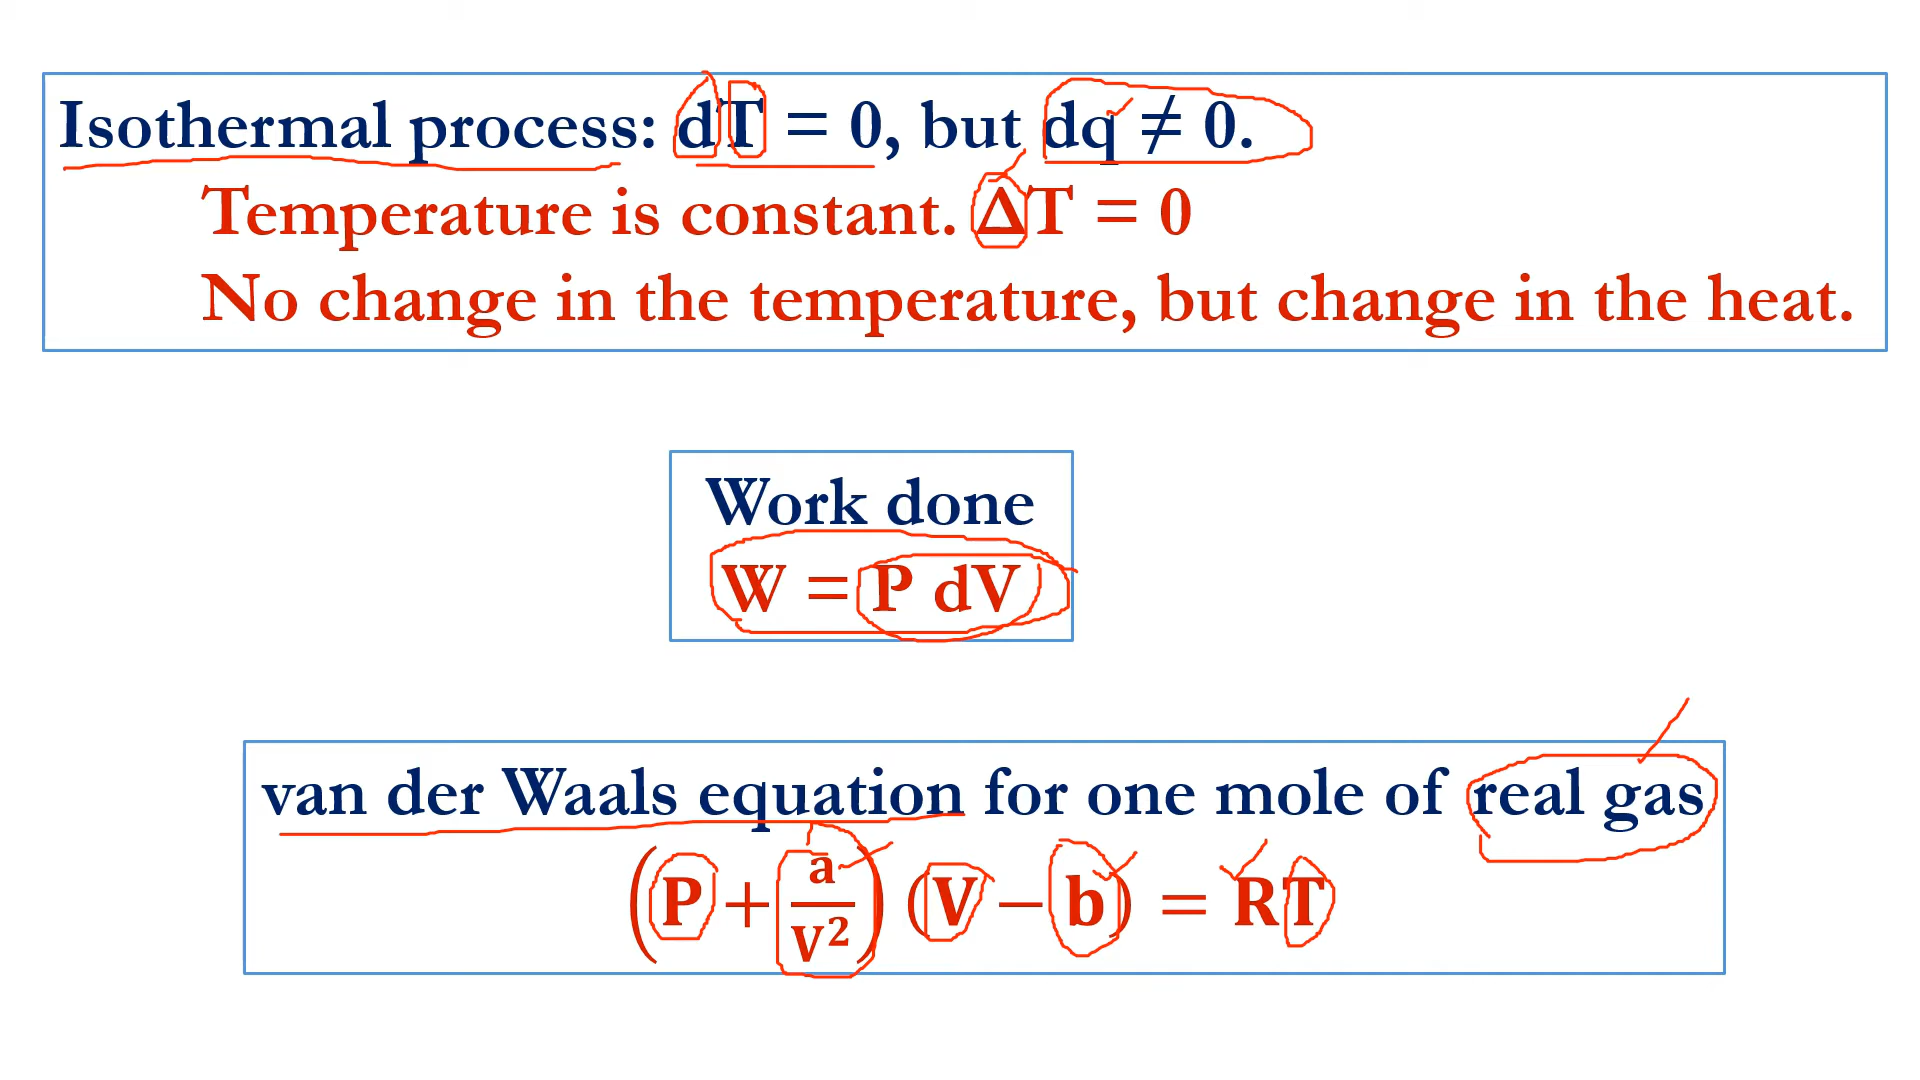 Isothermal process: dT = 0, but dq ≠ 0.
Temperature is constant. ΔT = 0
No change in the temperature, but change in the heat.
Work done
W = P dV
van der Waals equation for one mole of real gas
(P + a/V²) (V − b) = RT